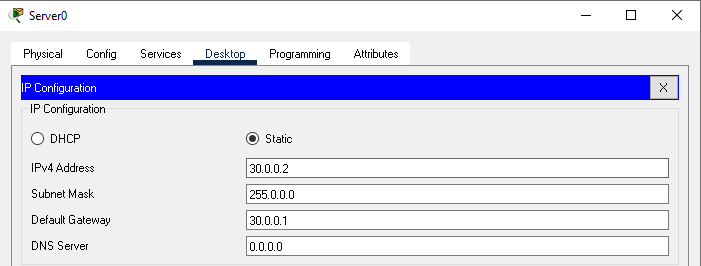 Server0
Physical Config Services Desktop Programming Attributes
IP Configuration X
IP Configuration
DHCP Static
IPv4 Address 30.0.0.2
Subnet Mask 255.0.0.0
Default Gateway 30.0.0.1
DNS Server 0.0.0.0